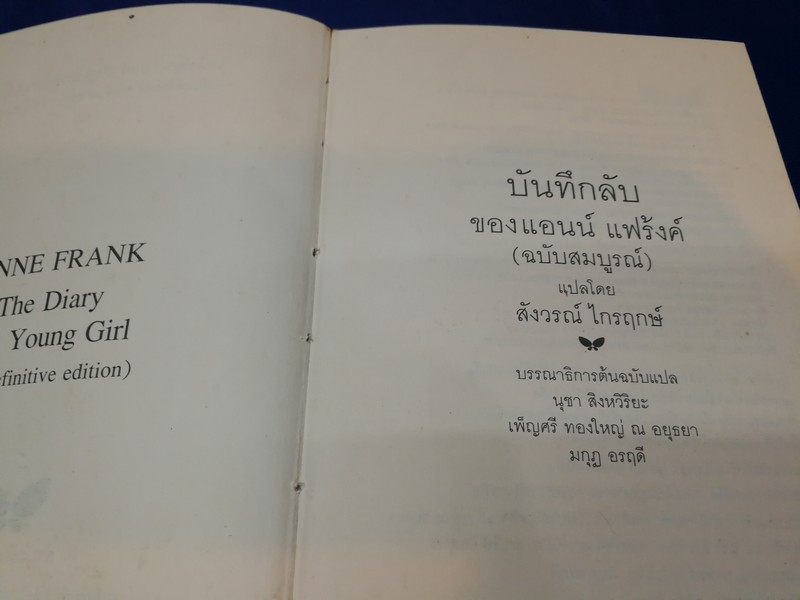 NNE FRANK
The Diary
Young Girl
efinitive edition)
บันทึกลับ
ของแอนน์ แฟร้งค์
(ฉบับสมบูรณ์)
แปลโดย
สังวรณ์ ไกรฤกษ์
บรรณาธิการต้นฉบับแปล
นุชา สิงหวิริยะ
เพ็ญศรี ทองใหญ่ ณ อยุธยา
มกุฏ อรฤดี